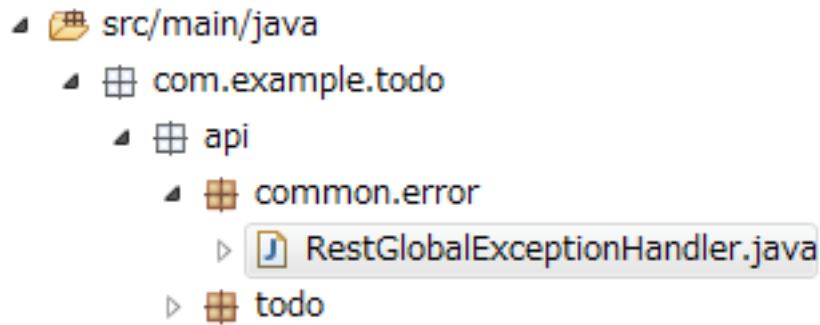 src/main/java
com.example.todo
api
common.error
RestGlobalExceptionHandler.java
todo